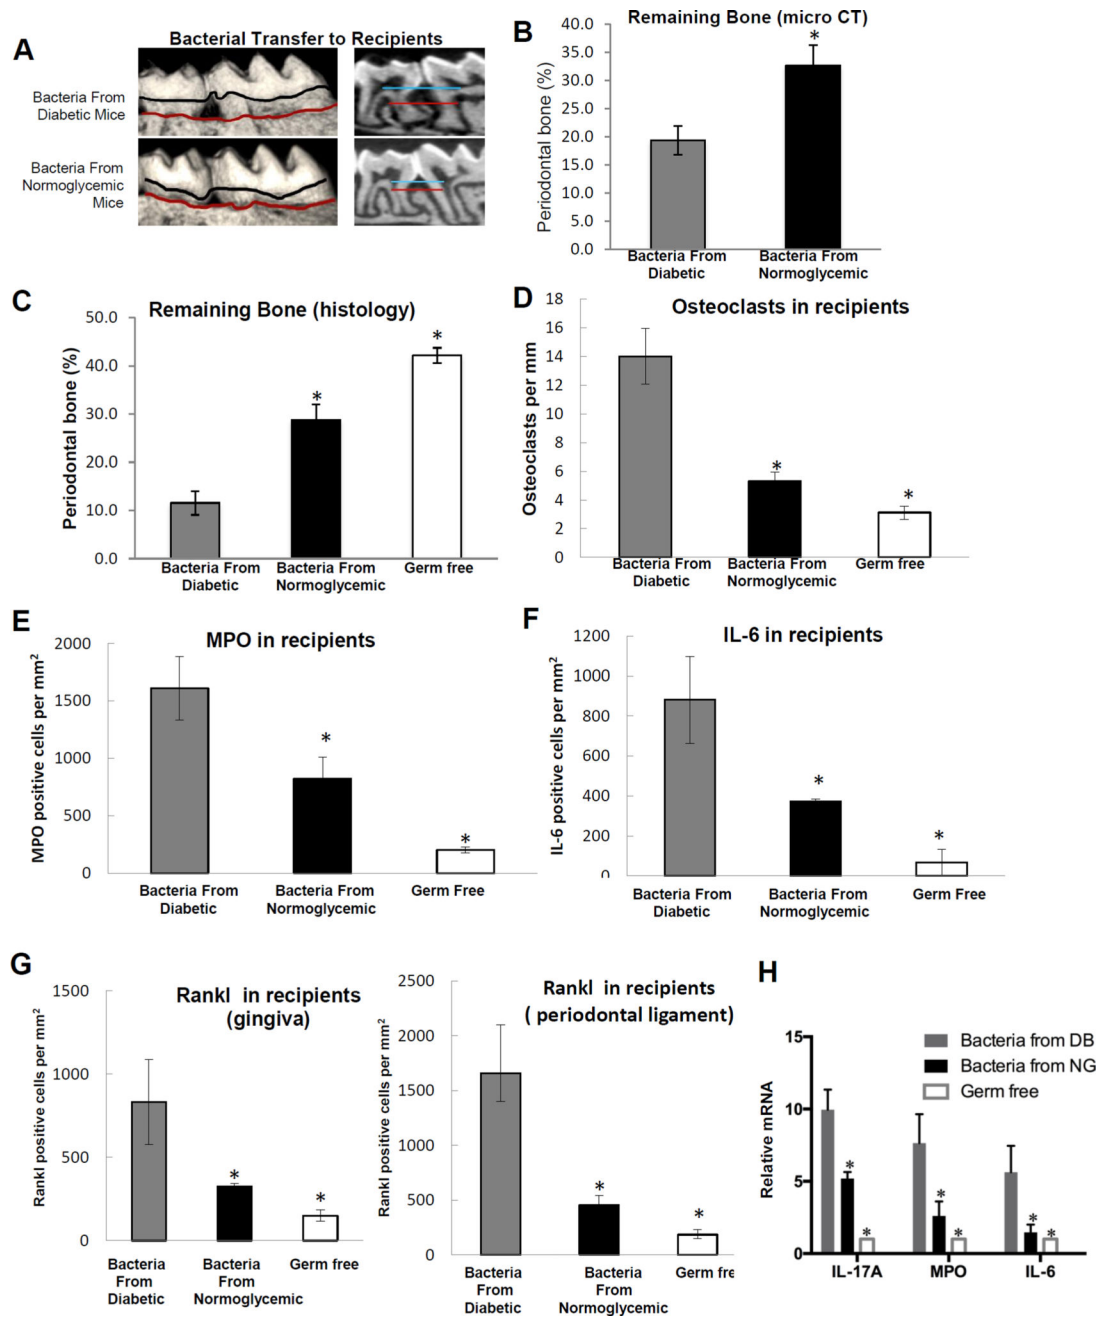 A
Bacterial Transfer to Recipients
Bacteria From
Diabetic Mice
Bacteria From
Normoglycemic
Mice
B
Remaining Bone (micro CT)
Periodontal bone (%)
40.0
35.0
30.0
25.0
20.0
15.0
10.0
5.0
0.0
*
Bacteria From
Diabetic
Bacteria From
Normoglycemic
C
Remaining Bone (histology)
Periodontal bone (%)
50.0
40.0
30.0
20.0
10.0
0.0
*
*
Bacteria From
Diabetic
Bacteria From
Normoglycemic
Germ free
D
Osteoclasts in recipients
Osteoclasts per mm
18
16
14
12
10
8
6
4
2
0
*
*
Bacteria From
Diabetic
Bacteria From
Normoglycemic
Germ free
E
MPO in recipients
MPO positive cells per mm²
2000
1500
1000
500
0
*
*
Bacteria From
Diabetic
Bacteria From
Normoglycemic
Germ Free
F
IL-6 in recipients
IL-6 positive cells per mm²
1200
1000
800
600
400
200
0
*
*
Bacteria From
Diabetic
Bacteria From
Normoglycemic
Germ Free
G
Rankl in recipients
(gingiva)
Rankl positive cells per mm²
1500
1000
500
0
*
*
Bacteria
From
Diabetic
Bacteria
From
Normoglycemic
Germ free
Rankl in recipients
( periodontal ligament)
Rankl positive cells per mm²
2500
2000
1500
1000
500
0
*
*
Bacteria
From
Diabetic
Bacteria
From
Normoglycemic
Germ fre
H
Relative mRNA
15
10
5
0
Bacteria from DB
Bacteria from NG
Germ free
*
*
*
*
*
*
IL-17A
MPO
IL-6